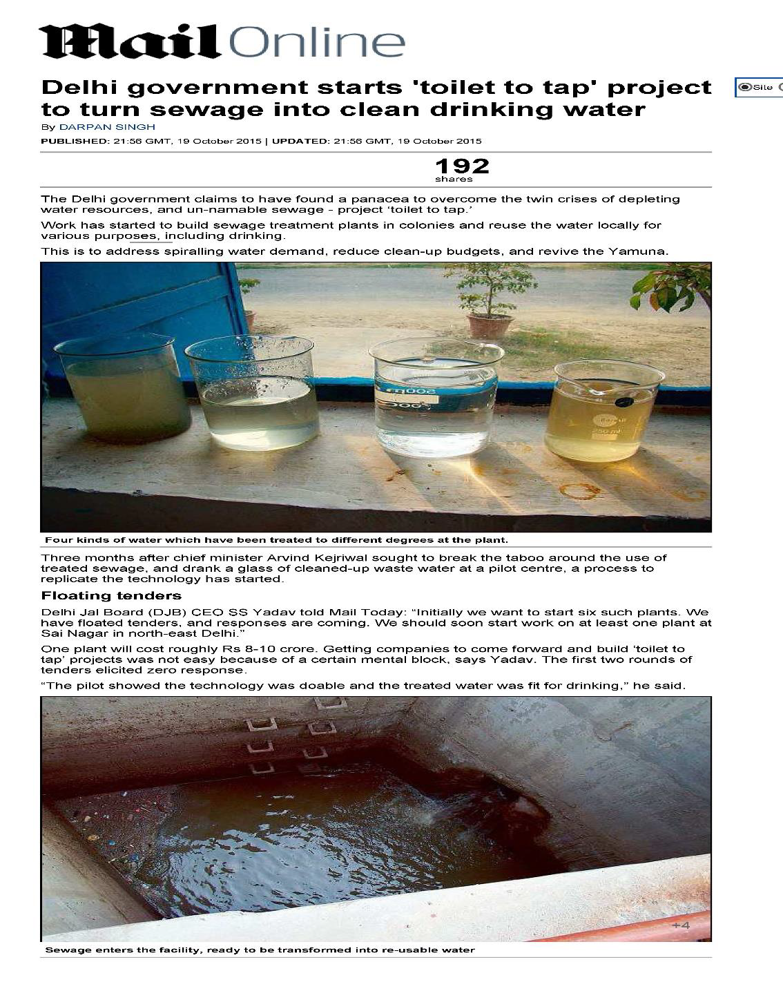 Mail Online
Delhi government starts 'toilet to tap' project
to turn sewage into clean drinking water
Site
By DARPAN SINGH
PUBLISHED: 21:56 GMT, 19 October 2015 | UPDATED: 21:56 GMT, 19 October 2015
192
shares
The Delhi government claims to have found a panacea to overcome the twin crises of depleting
water resources, and un-namable sewage - project ‘toilet to tap.’
Work has started to build sewage treatment plants in colonies and reuse the water locally for
various purposes, including drinking.
This is to address spiralling water demand, reduce clean-up budgets, and revive the Yamuna.
250 ml
Four kinds of water which have been treated to different degrees at the plant.
Three months after chief minister Arvind Kejriwal sought to break the taboo around the use of
treated sewage, and drank a glass of cleaned-up waste water at a pilot centre, a process to
replicate the technology has started.
Floating tenders
Delhi Jal Board (DJB) CEO SS Yadav told Mail Today: “Initially we want to start six such plants. We
have floated tenders, and responses are coming. We should soon start work on at least one plant at
Sai Nagar in north-east Delhi.”
One plant will cost roughly Rs 8-10 crore. Getting companies to come forward and build ‘toilet to
tap’ projects was not easy because of a certain mental block, says Yadav. The first two rounds of
tenders elicited zero response.
“The pilot showed the technology was doable and the treated water was fit for drinking,” he said.
+4
Sewage enters the facility, ready to be transformed into re-usable water